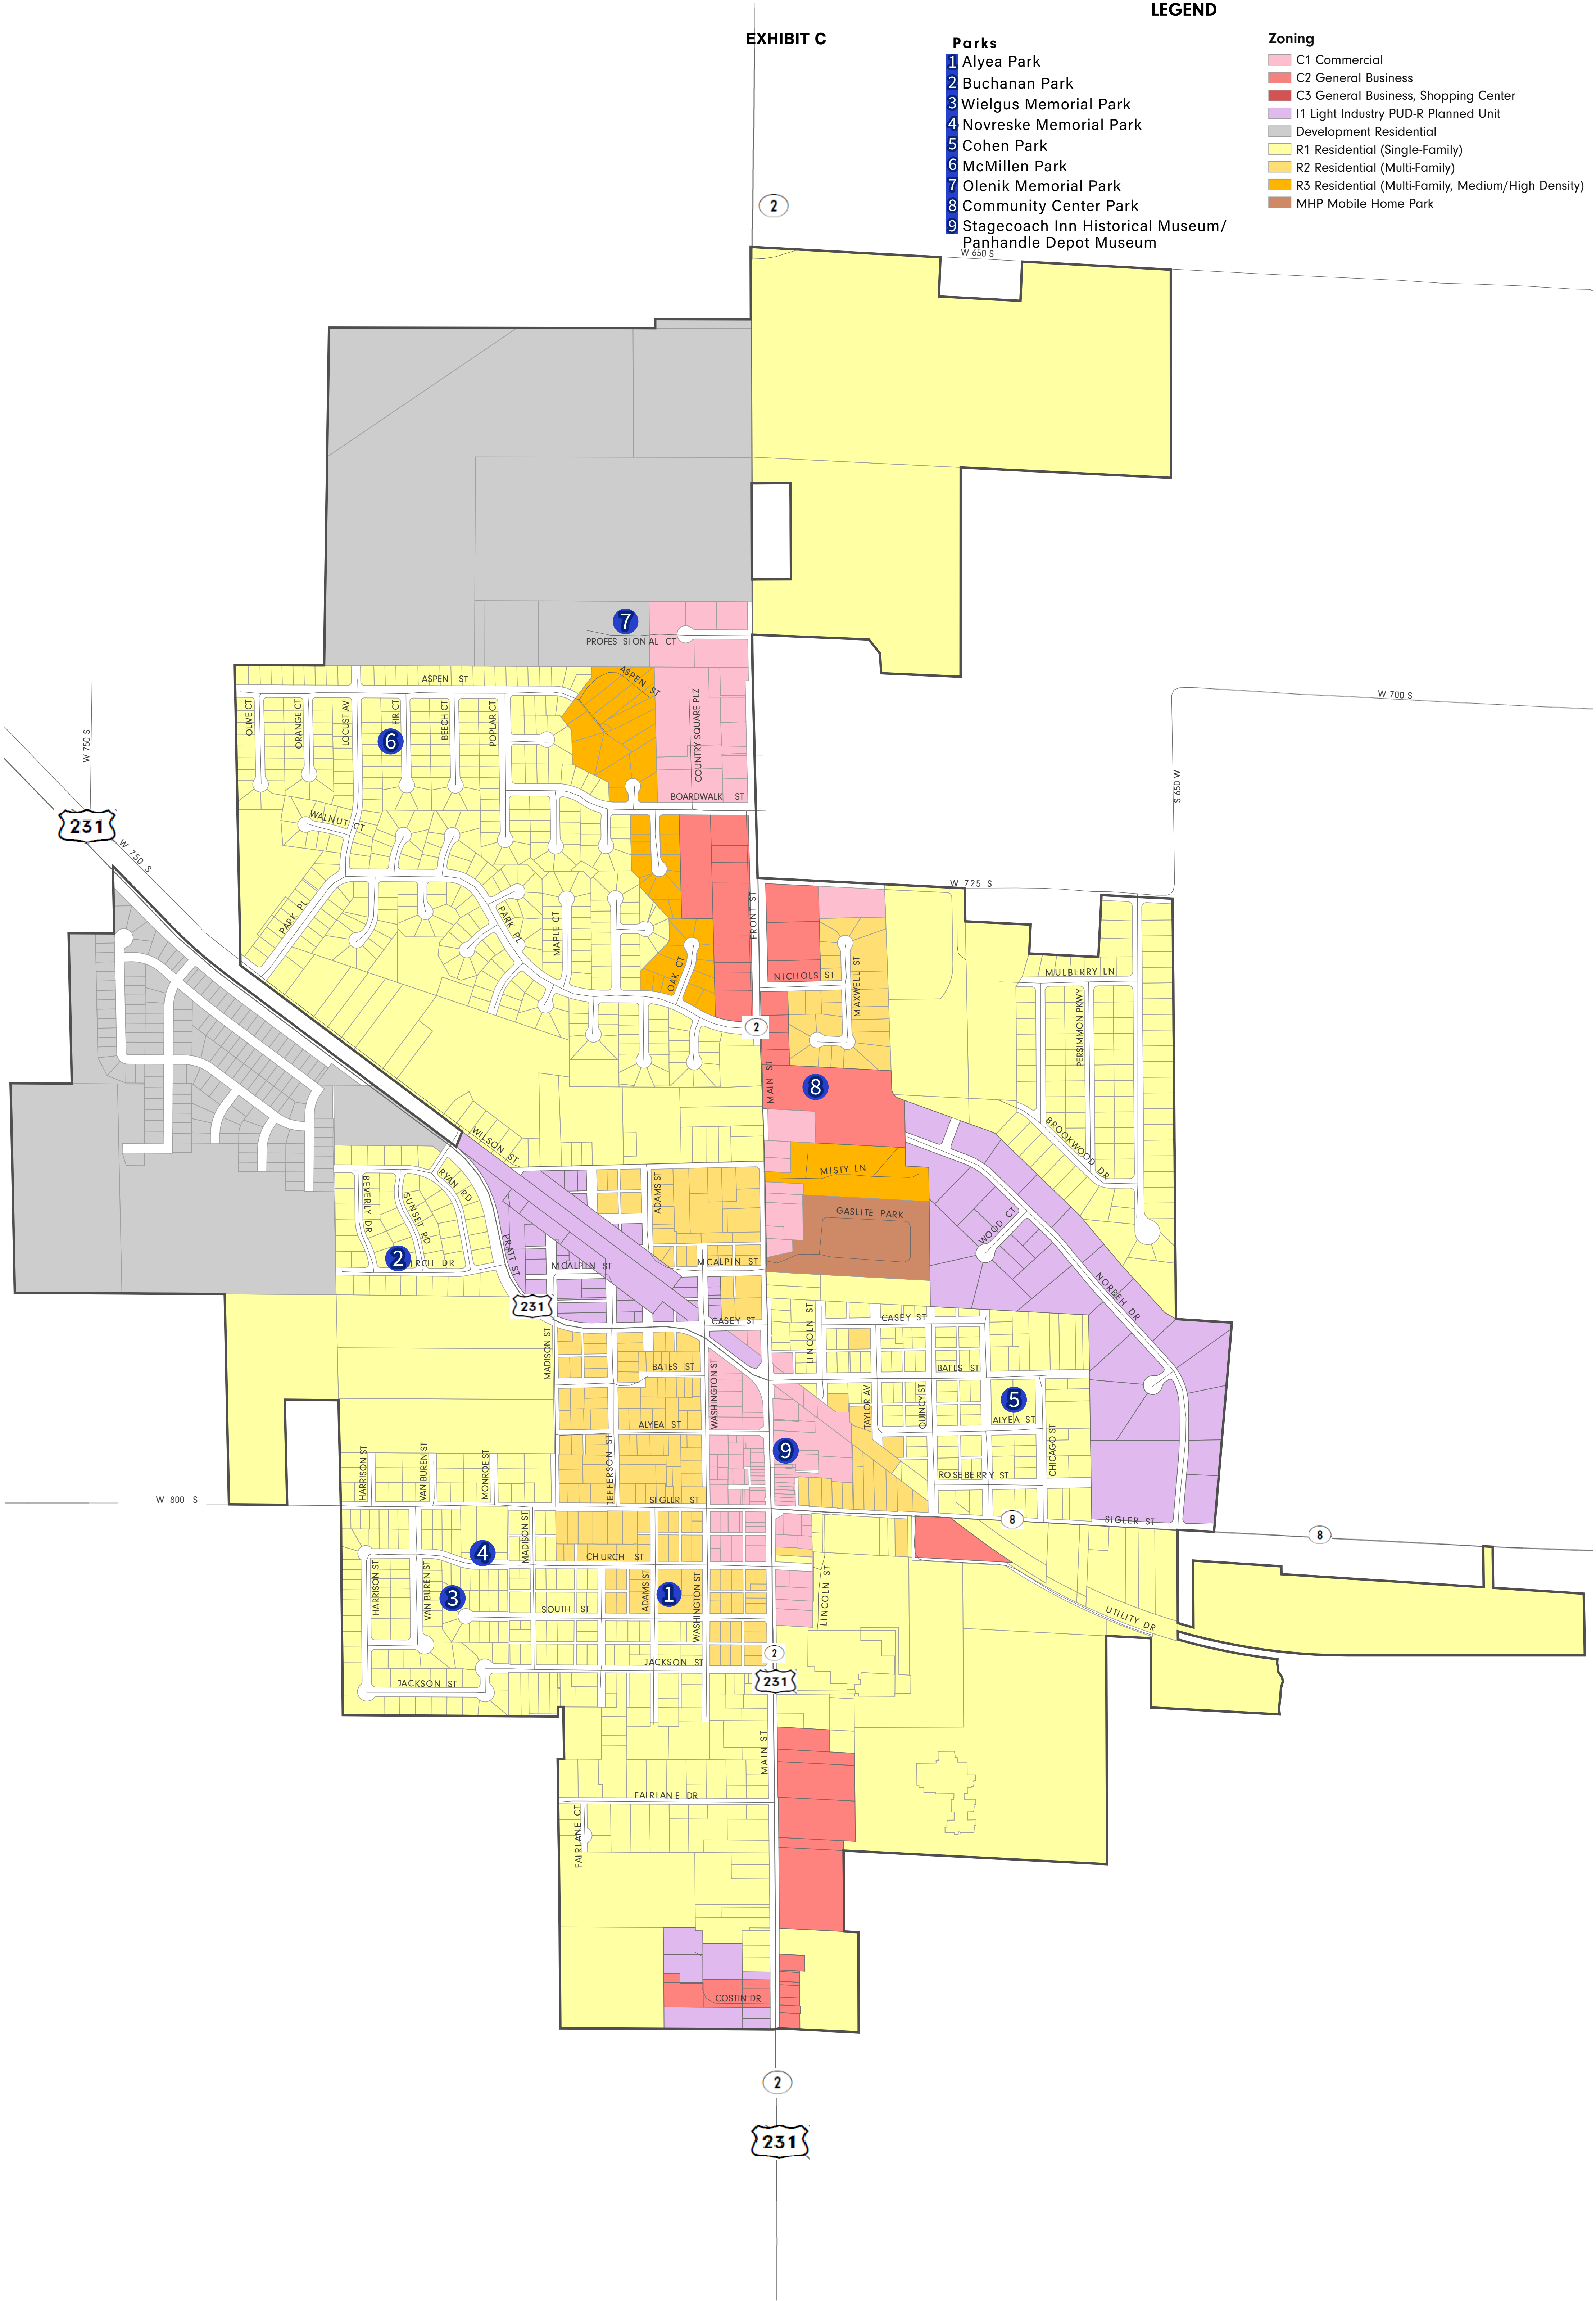 LEGEND
EXHIBIT C
Parks
1 Alyea Park
2 Buchanan Park
3 Wielgus Memorial Park
4 Novreske Memorial Park
5 Cohen Park
6 McMillen Park
7 Olenik Memorial Park
8 Community Center Park
9 Stagecoach Inn Historical Museum/
Panhandle Depot Museum
Zoning
C1 Commercial
C2 General Business
C3 General Business, Shopping Center
I1 Light Industry PUD-R Planned Unit
Development Residential
R1 Residential (Single-Family)
R2 Residential (Multi-Family)
R3 Residential (Multi-Family, Medium/High Density)
MHP Mobile Home Park
2
W 650 S
7
PROFESSIONAL CT
ASPEN ST
ASPEN ST
W 700 S
OLIVE CT
ORANGE CT
LOCUST AV
FIR CT
BEECH CT
POPLAR CT
COUNTRY SQUARE PLZ
6
W 750 S
S 650 W
BOARDWALK ST
231
WALNUT CT
W 750 S
W 725 S
PARK PL
PARK PL
MAPLE CT
FRONT ST
OAK CT
NICHOLS ST
MAXWELL ST
MULBERRY LN
PERSIMMON PKWY
2
MAIN ST
8
WILSON ST
BROOKWOOD DR
MISTY LN
BEVERLY DR
SUNSET RD
RYAN RD
ADAMS ST
GASLITE PARK
WOOD CT
PRATT ST
2
IRCH DR
MCALPIN ST
MCALPIN ST
NORBEH DR
231
CASEY ST
LINCOLN ST
CASEY ST
MADISON ST
BATES ST
WASHINGTON ST
BATES ST
TAYLOR AV
QUINCY ST
5
ALYEA ST
ALYEA ST
CHICAGO ST
9
HARRISON ST
VAN BUREN ST
MONROE ST
JEFFERSON ST
ROSEBERRY ST
W 800 S
SIGLER ST
8
SIGLER ST
8
MADISON ST
4
CHURCH ST
HARRISON ST
VAN BUREN ST
3
ADAMS ST
1
WASHINGTON ST
LINCOLN ST
SOUTH ST
UTILITY DR
2
JACKSON ST
231
JACKSON ST
MAIN ST
FAIRLANE DR
FAIRLANE CT
COSTIN DR
2
231